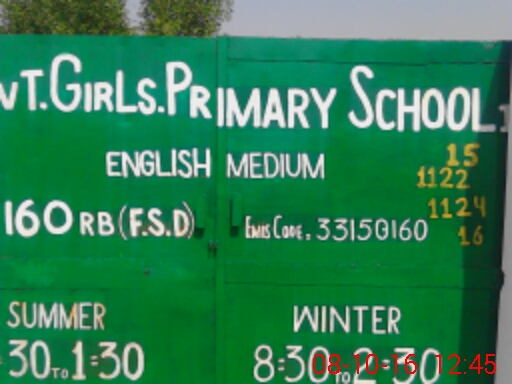 VT. GIRLS. PRIMARY SCHOOL
ENGLISH MEDIUM
15
1122
160 RB (F.S.D)
EMIS CODE. 33150160
1124
16
SUMMER
30 TO 1:30
WINTER
8:30 TO 2:30
08-10-16 12:45